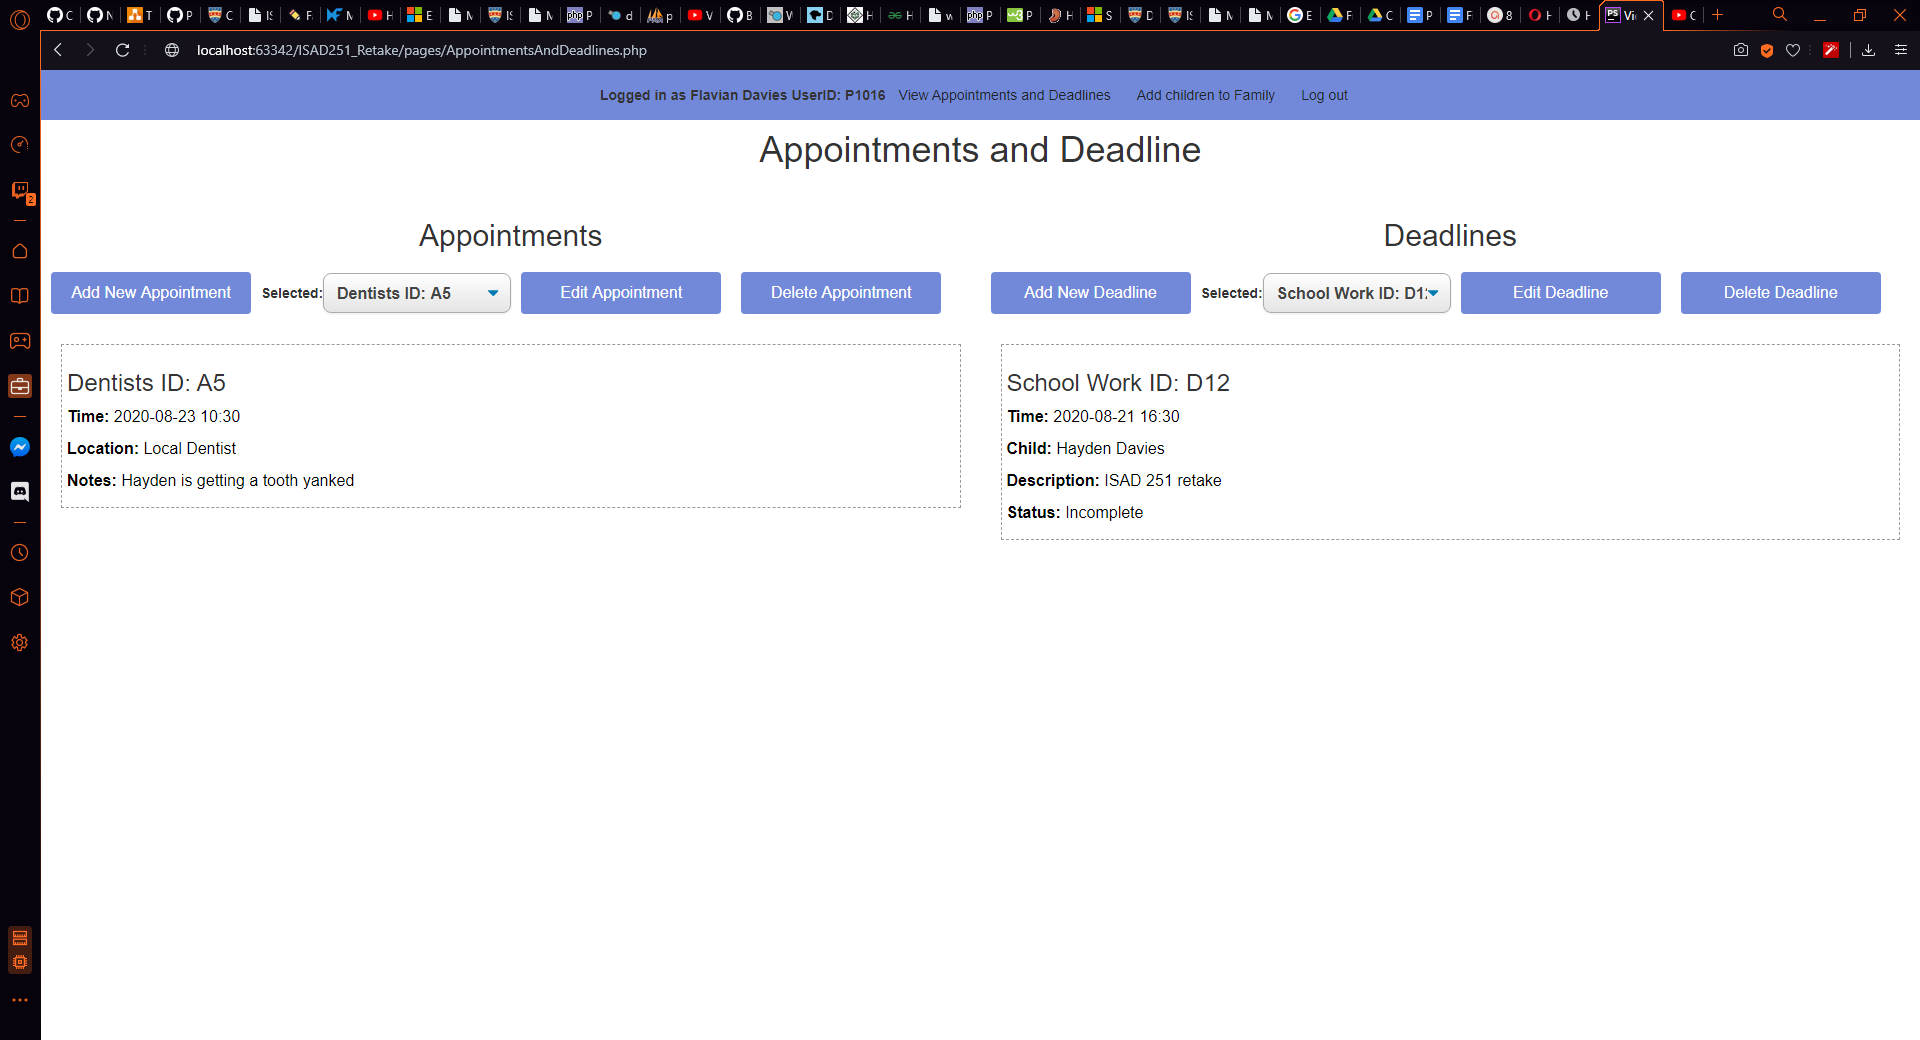 localhost:63342/ISAD251_Retake/pages/AppointmentsAndDeadlines.php
Logged in as Flavian Davies UserID: P1016 View Appointments and Deadlines Add children to Family Log out
Appointments and Deadline
Appointments
Add New Appointment Selected: Dentists ID: A5 Edit Appointment Delete Appointment
Dentists ID: A5
Time: 2020-08-23 10:30
Location: Local Dentist
Notes: Hayden is getting a tooth yanked
Deadlines
Add New Deadline Selected: School Work ID: Edit Deadline Delete Deadline
School Work ID: D12
Time: 2020-08-21 16:30
Child: Hayden Davies
Description: ISAD 251 retake
Status: Incomplete
2